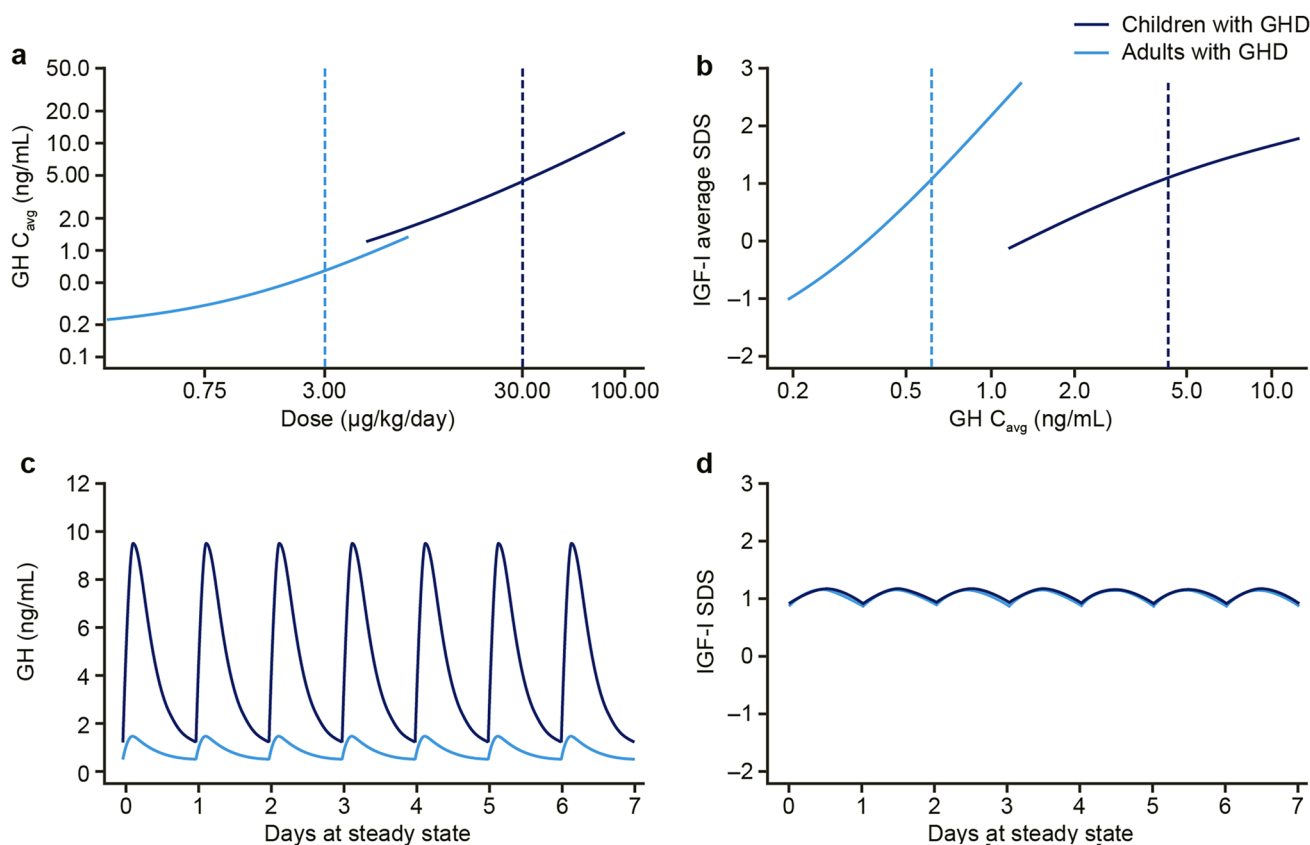 Children with GHD
Adults with GHD
a
GH Cavg (ng/mL)
50.0
20.0
10.0
5.00
2.0
1.0
0.0
0.2
0.1
0.75 3.00 30.00 100.00
Dose (µg/kg/day)
b
IGF-I average SDS
3
2
1
0
–1
–2
0.2 0.5 1.0 2.0 5.0 10.0
GH Cavg (ng/mL)
c
GH (ng/mL)
12
10
8
6
4
2
0
0 1 2 3 4 5 6 7
Days at steady state
d
IGF-I SDS
3
2
1
0
–1
–2
0 1 2 3 4 5 6 7
Days at steady state